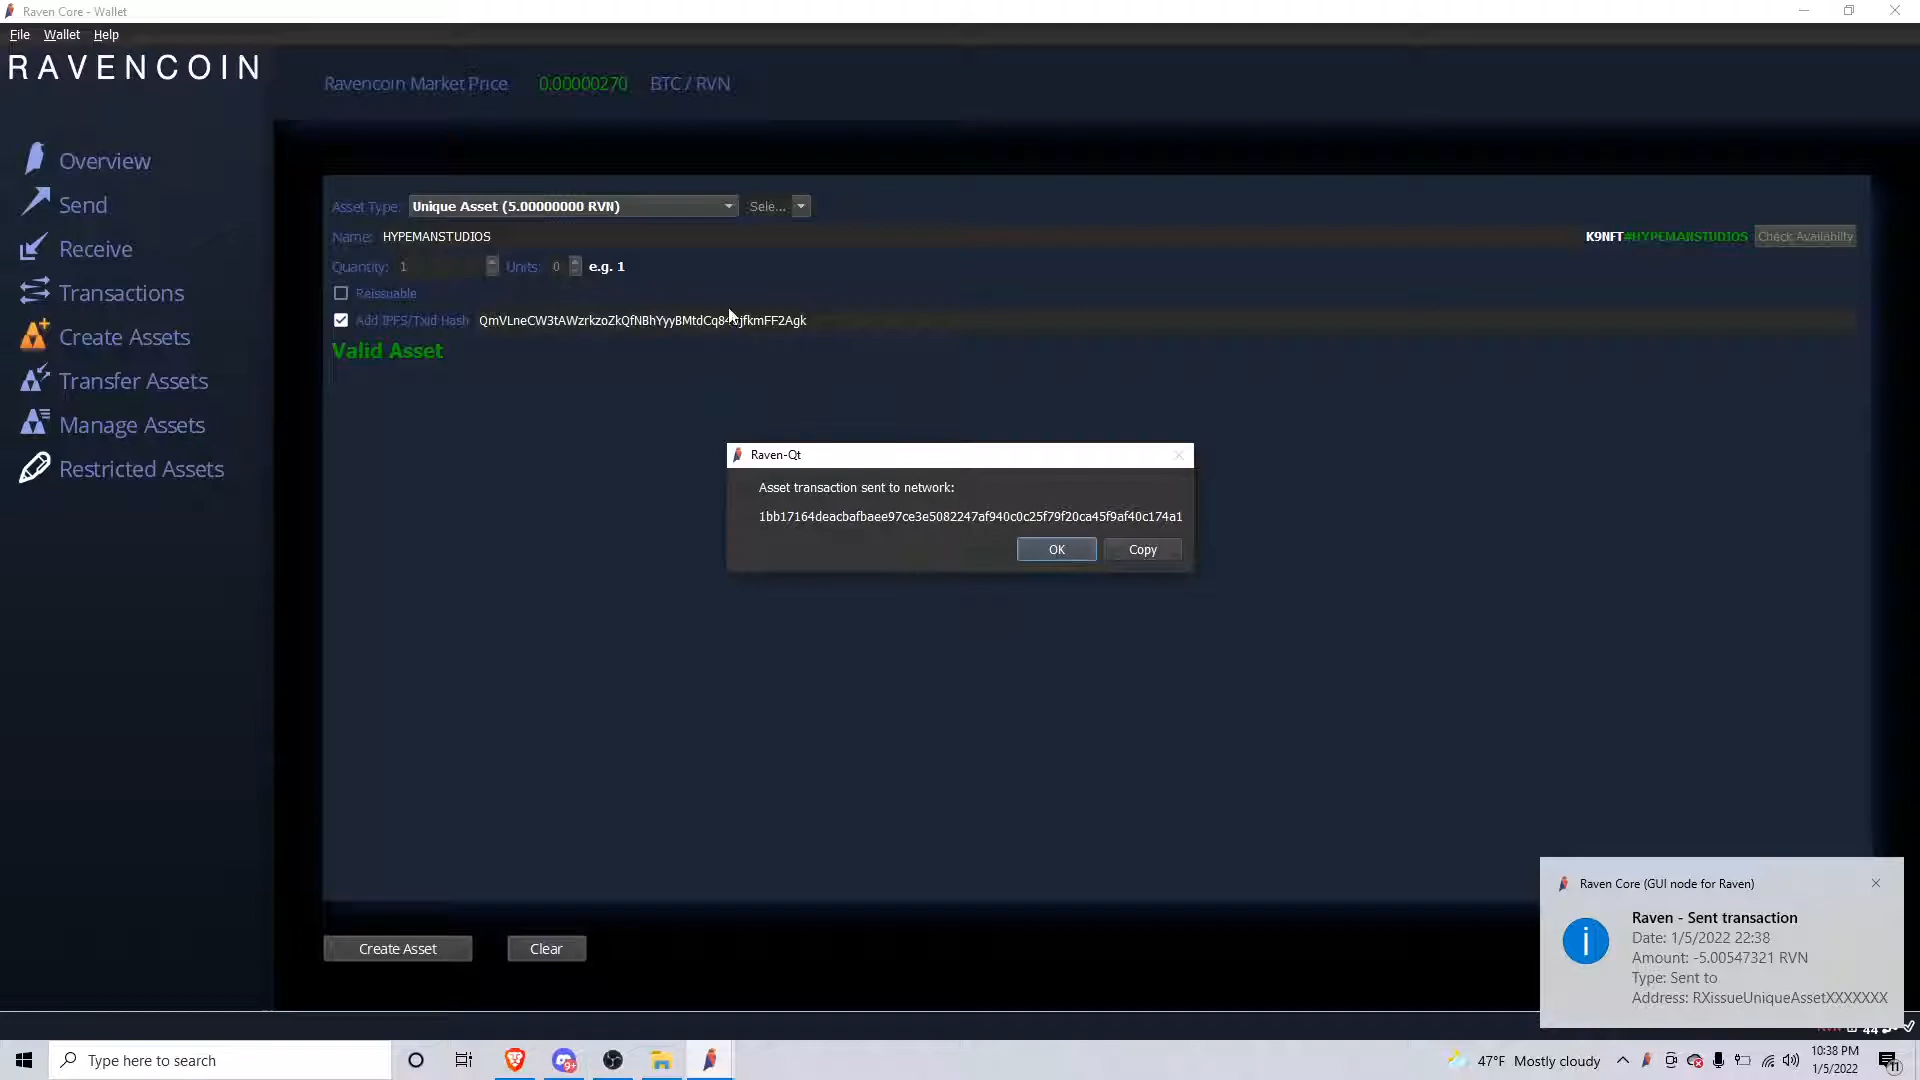 Raven Core - Wallet
File Wallet Help
RAVENCOIN
Ravencoin Market Price 0.00000270 BTC / RVN
Overview
Send
Receive
Transactions
Create Assets
Transfer Assets
Manage Assets
Restricted Assets
Asset Type: Unique Asset (5.00000000 RVN) Sele...
Name: HYPEMANSTUDIOS K9NFT#HYPEMANSTUDIOS Check Availability
Quantity: 1 Units: 0 e.g. 1
Reissuable
Add IPFS/Txid Hash
Valid Asset
Raven-Qt
Asset transaction sent to network:
1bb17164deacbafbaee97ce3e5082247af940c0c25f79f20ca45f9af40c174a1
OK Copy
Create Asset Clear
Raven Core (GUI node for Raven)
Raven - Sent transaction
Date: 1/5/2022 22:38
Amount: -5.00547321 RVN
Type: Sent to
Address: RXissueUniqueAssetXXXXXXX
Type here to search
9+
47°F Mostly cloudy
10:38 PM
1/5/2022
11